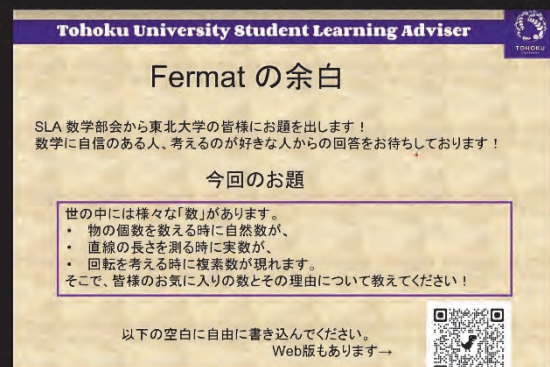 Tohoku University Student Learning Adviser
TOHOKU
Fermat の余白
SLA 数学部会から東北大学の皆様にお題を出します！
数学に自信のある人、考えるのが好きな人からの回答をお待ちしております！
今回のお題
世の中には様々な「数」があります。
• 物の個数を数える時に自然数が、
• 直線の長さを測る時に実数が、
• 回転を考える時に複素数が現れます。
そこで、皆様のお気に入りの数とその理由について教えてください！
以下の空白に自由に書き込んでください。
Web版もあります→